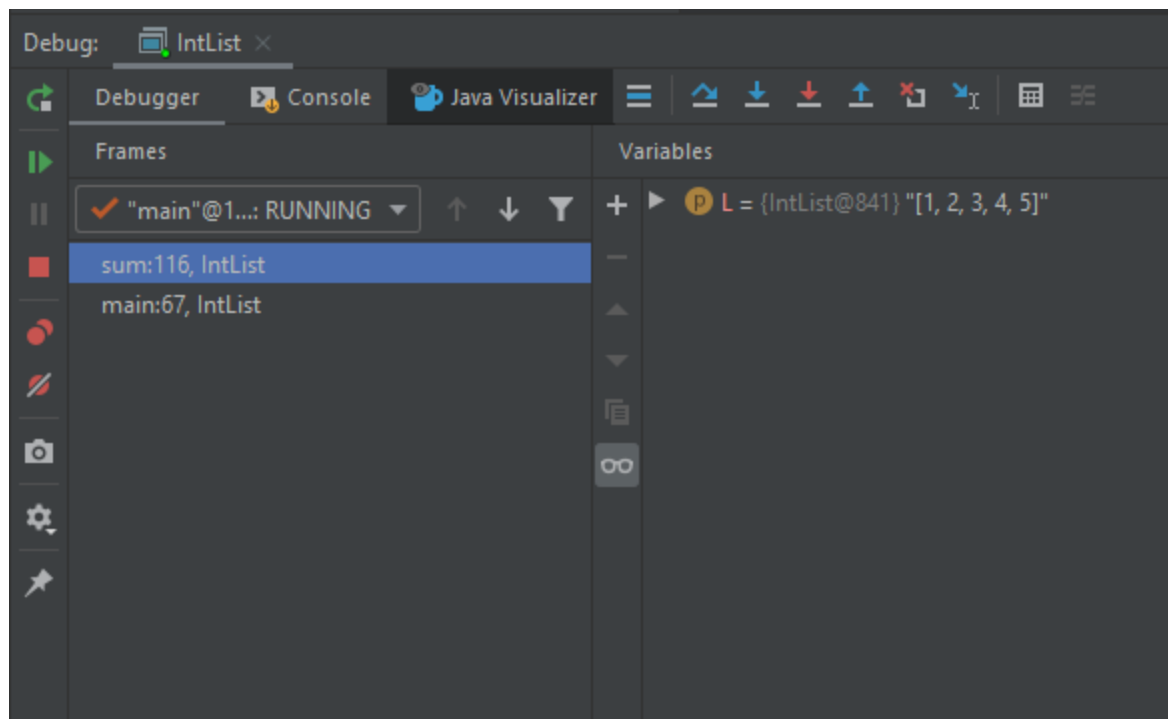 Debug: IntList
Debugger Console Java Visualizer
Frames Variables
"main"@1...: RUNNING
L = {IntList@841} "[1, 2, 3, 4, 5]"
sum:116, IntList
main:67, IntList